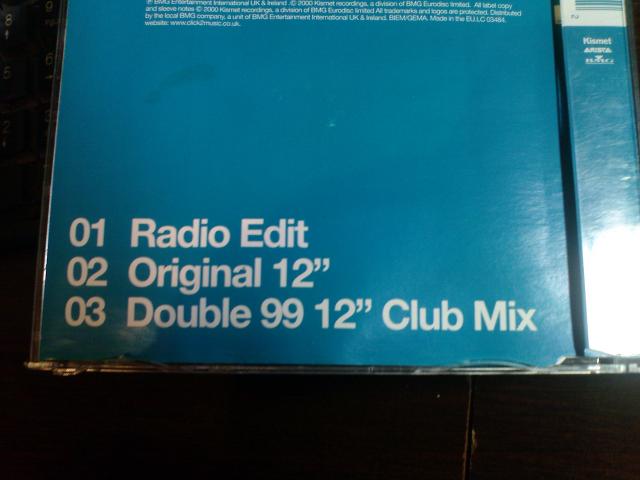 ℗ BMG Entertainment International UK & Ireland .© 2000 Kismet recordings, a division of BMG Eurodisc limited. All label copy
and sleeve notes © 2000 Kismet recordings, a division of BMG Eurodisc limited All trademarks and logos are protected. Distributed
by the local BMG company, a unit of BMG Entertainment International UK & Ireland. BIEM/GEMA. Made in the EU.LC 03484.
website: www.click2music.co.uk.
Kismet
ARISTA
BMG
01 Radio Edit
02 Original 12”
03 Double 99 12” Club Mix